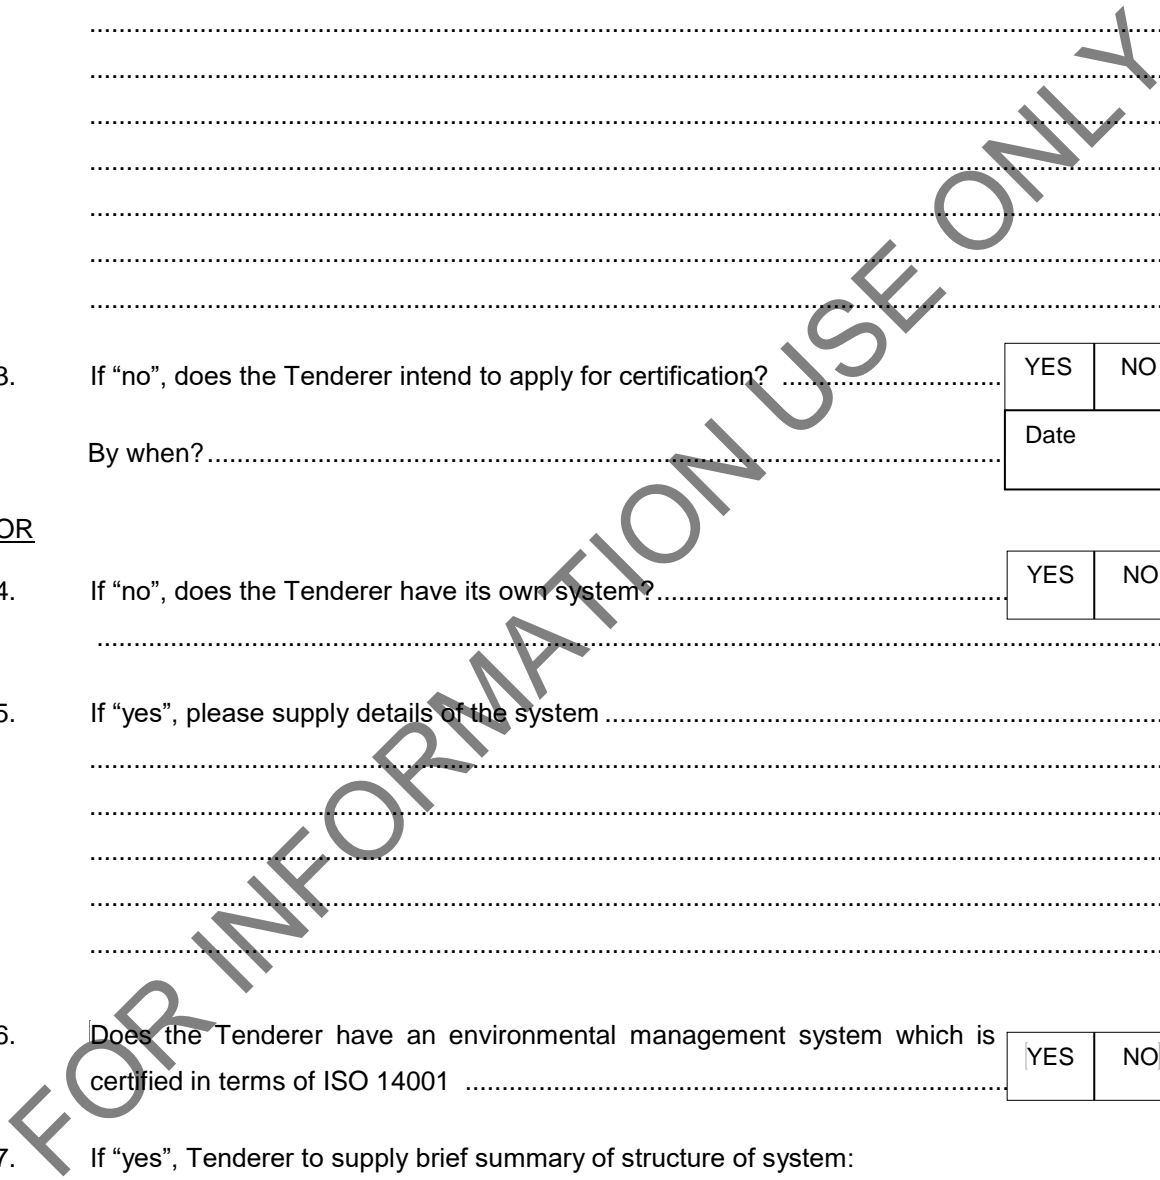 ................................................................................
................................................................................
................................................................................
................................................................................
................................................................................
................................................................................
................................................................................
3. If “no”, does the Tenderer intend to apply for certification? .............................. YES NO
By when?.............................................................................................................. Date
OR
4. If “no”, does the Tenderer have its own system?................................................ YES NO
................................................................................
5. If “yes”, please supply details of the system ................................................................................
................................................................................
................................................................................
................................................................................
................................................................................
................................................................................
6. Does the Tenderer have an environmental management system which is
certified in terms of ISO 14001 .......................................................................... YES NO
7. If “yes”, Tenderer to supply brief summary of structure of system:
FOR INFORMATION USE ONLY